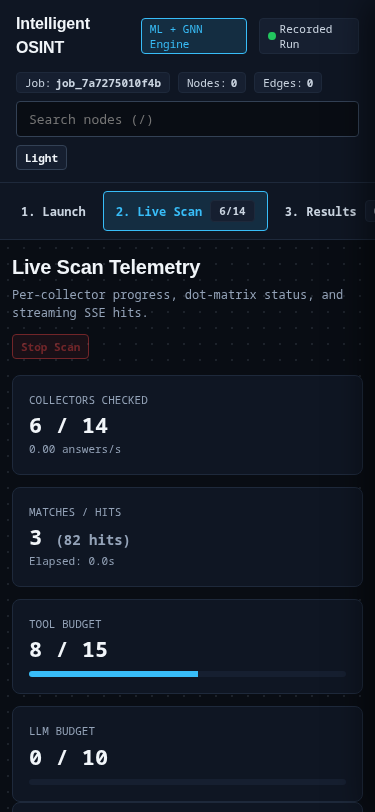 Intelligent
OSINT
ML + GNN
Engine
Recorded
Run
Job: job_7a7275010f4b Nodes: 0 Edges: 0
Search nodes (/)
Light
1. Launch 2. Live Scan 6/14 3. Results
Live Scan Telemetry
Per-collector progress, dot-matrix status, and
streaming SSE hits.
Stop Scan
COLLECTORS CHECKED
6 / 14
0.00 answers/s
MATCHES / HITS
3 (82 hits)
Elapsed: 0.0s
TOOL BUDGET
8 / 15
LLM BUDGET
0 / 10